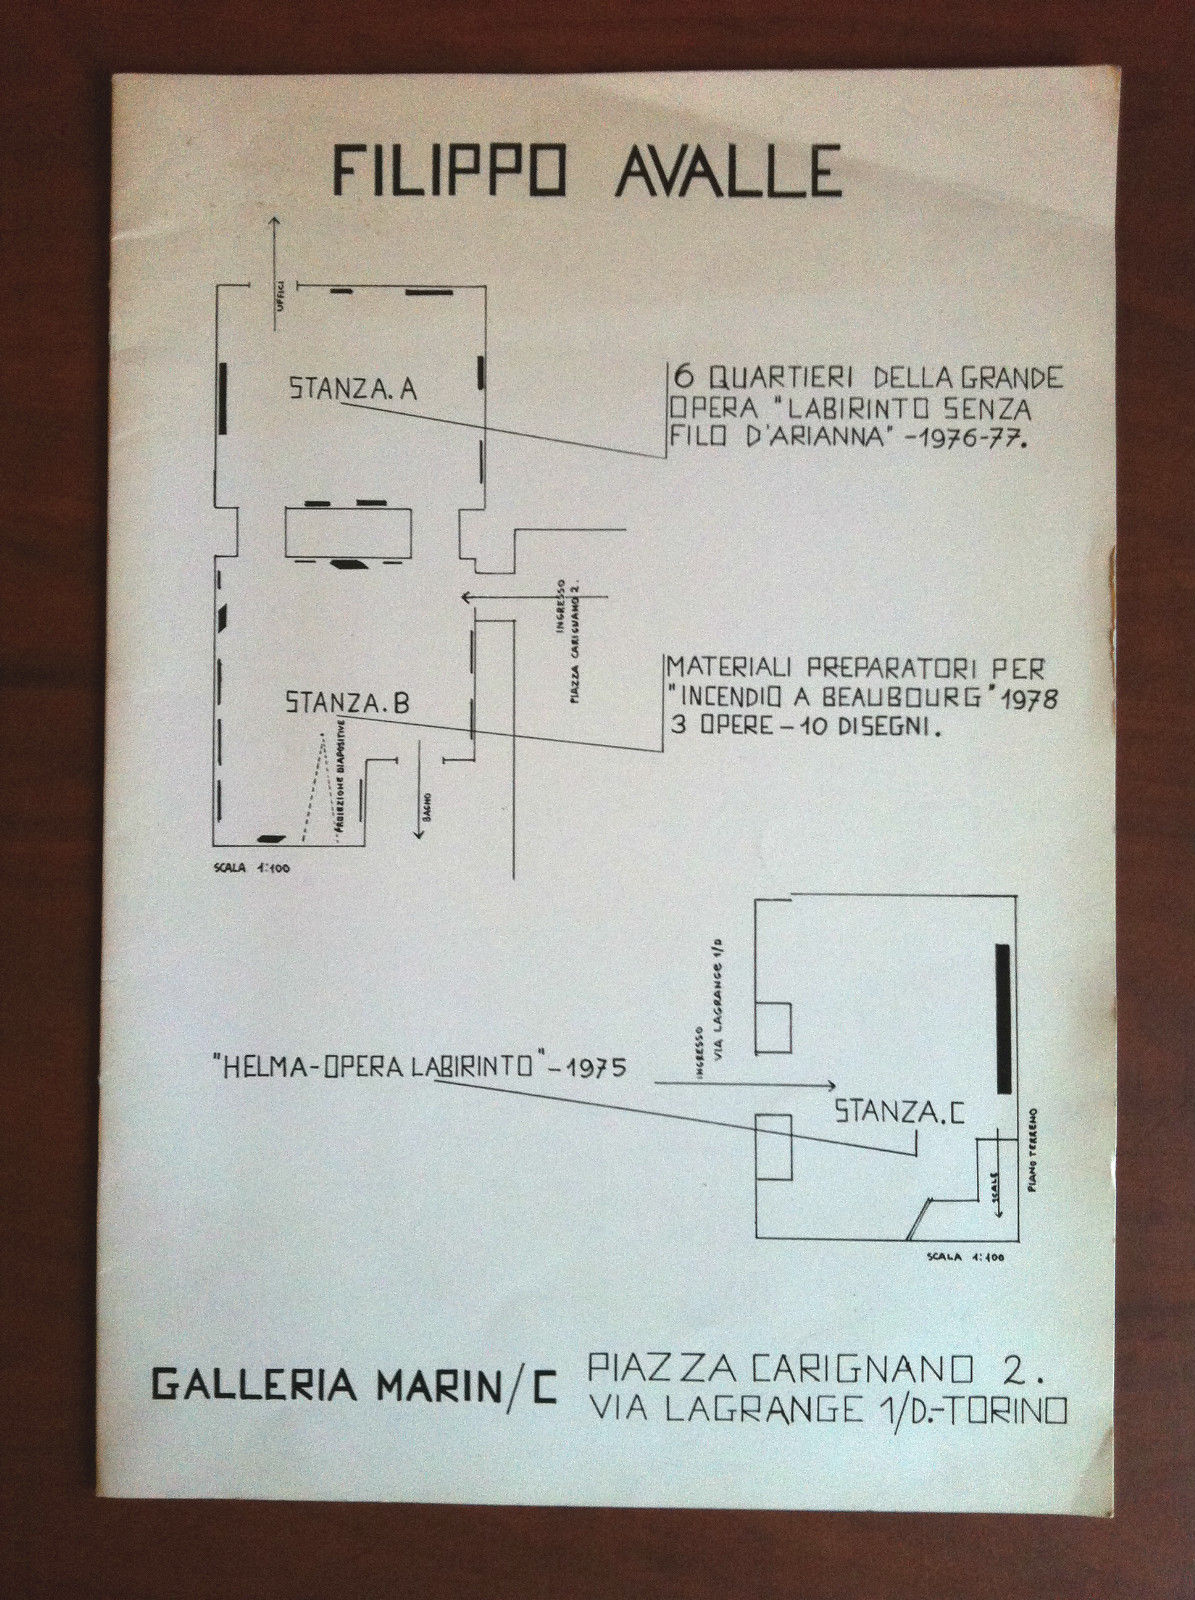 FILIPPO AVALLE
UFFICI
STANZA.A
6 QUARTIERI DELLA GRANDE
OPERA "LABIRINTO SENZA
FILO D'ARIANNA" -1976-77.
INGRESSO
PIAZZA CARIGNANO 2.
STANZA.B
MATERIALI PREPARATORI PER
"INCENDIO A BEAUBOURG" 1978
3 OPERE - 10 DISEGNI.
PROIEZIONE DIAPOSITIVE
BAGNO
SCALA 1:100
INGRESSO
VIA LAGRANGE 1/D
"HELMA-OPERA LABIRINTO" - 1975
STANZA.C
SCALE
PIANO TERRENO
SCALA 1:100
GALLERIA MARIN/C
PIAZZA CARIGNANO 2.
VIA LAGRANGE 1/D.-TORINO